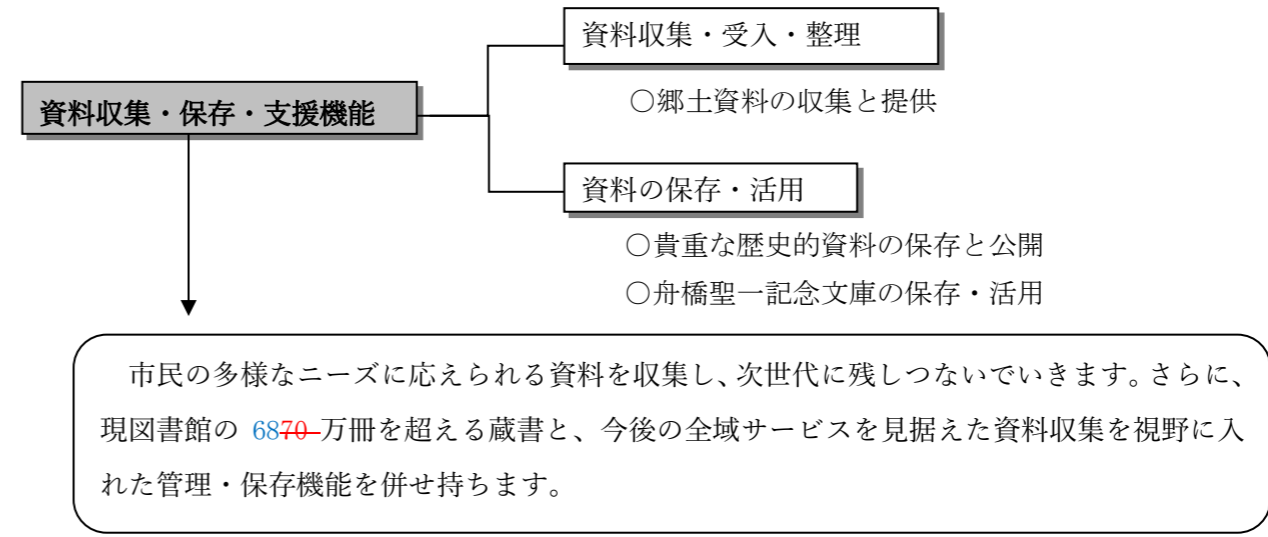 資料収集・受入・整理
資料収集・保存・支援機能
○郷土資料の収集と提供
資料の保存・活用
○貴重な歴史的資料の保存と公開
○舟橋聖一記念文庫の保存・活用
市民の多様なニーズに応えられる資料を収集し、次世代に残しつないでいきます。さらに、
現図書館の 6870 万冊を超える蔵書と、今後の全域サービスを見据えた資料収集を視野に入
れた管理・保存機能を併せ持ちます。